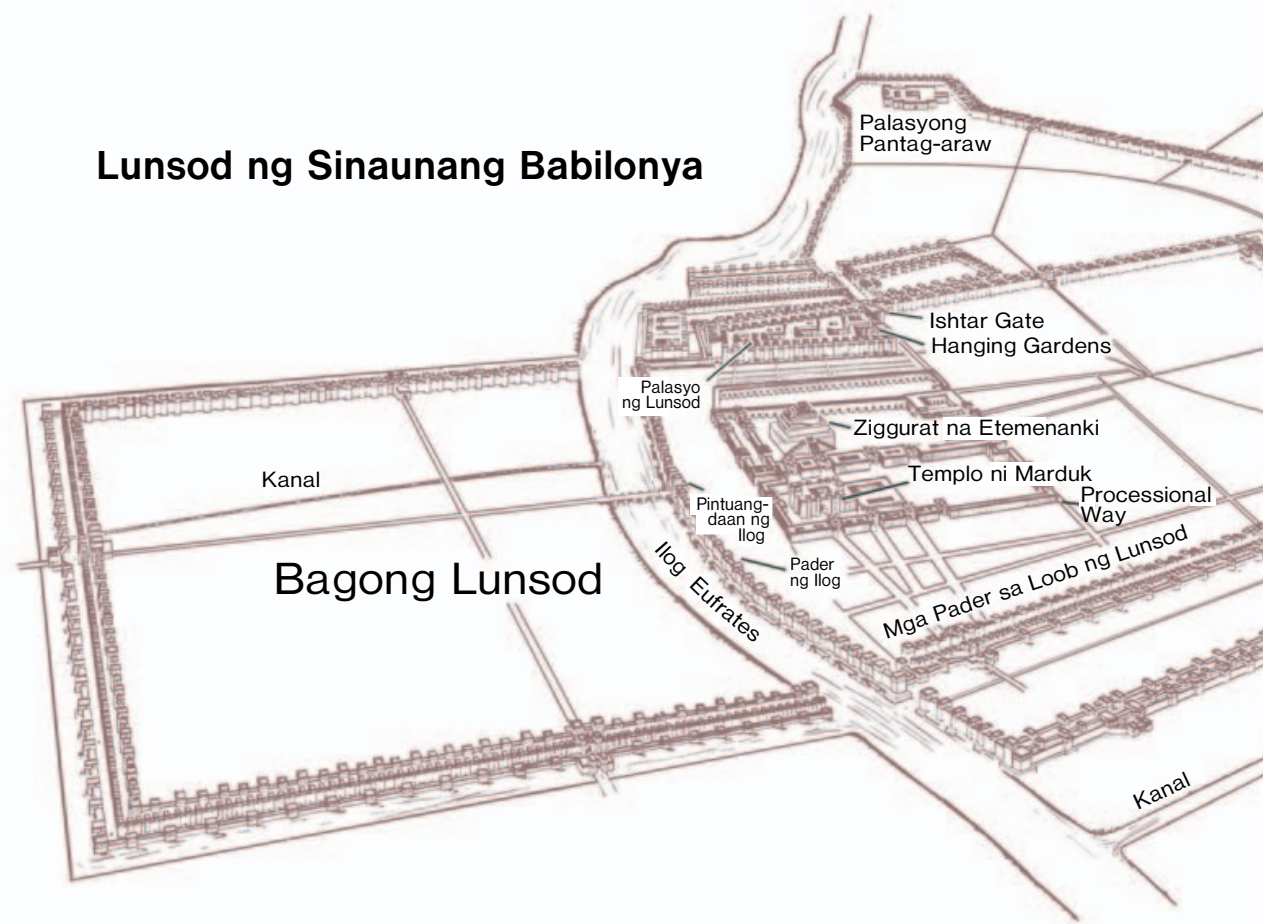 Lunsod ng Sinaunang Babilonya
Palasyong
Pantag-araw
Ishtar Gate
Hanging Gardens
Palasyo
ng Lunsod
Ziggurat na Etemenanki
Templo ni Marduk
Processional
Way
Kanal
Pintuang-
daan ng
Ilog
Pader
ng Ilog
Bagong Lunsod
Ilog Eufrates
Mga Pader sa Loob ng Lunsod
Kanal